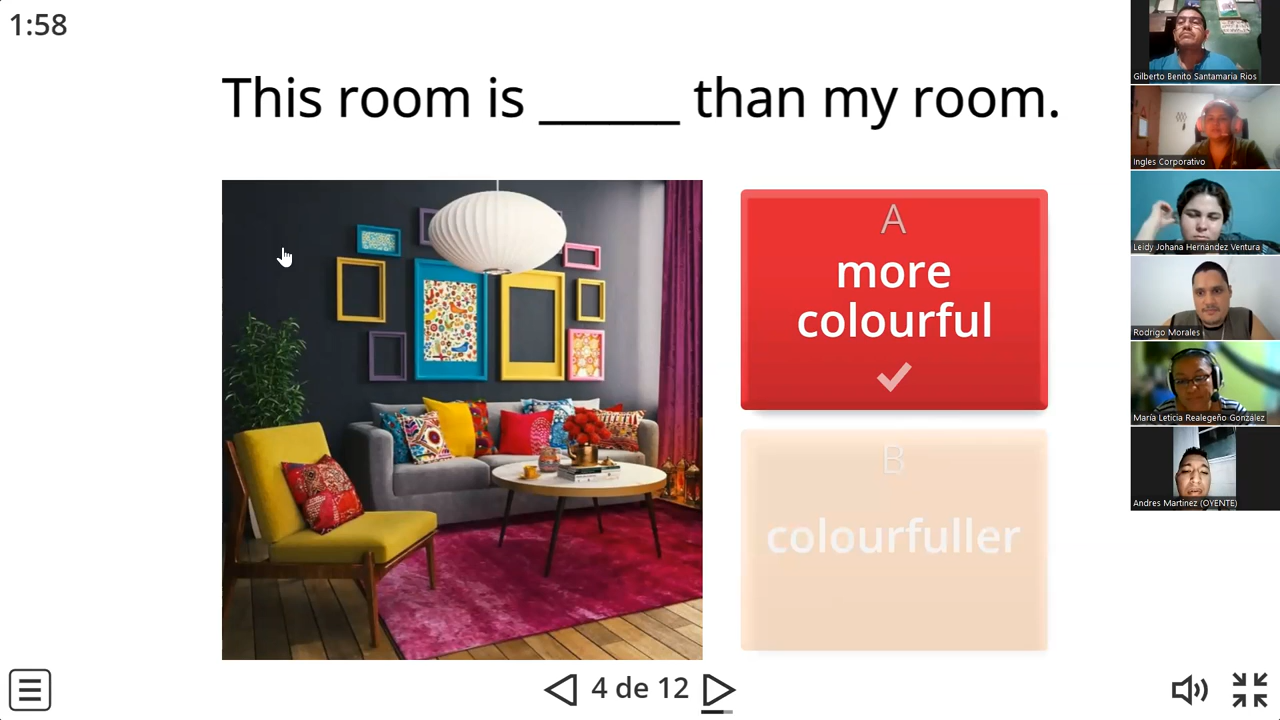 1:58
This room is ______ than my room.
A
more
colourful
B
colourfuller
4 de 12
Gilberto Benito Santamaria Rios
Ingles Corporativo
Leidy Johana Hernández Ventura
Rodrigo Morales
María Leticia Realegeño González
Andres Martinez (OYENTE)